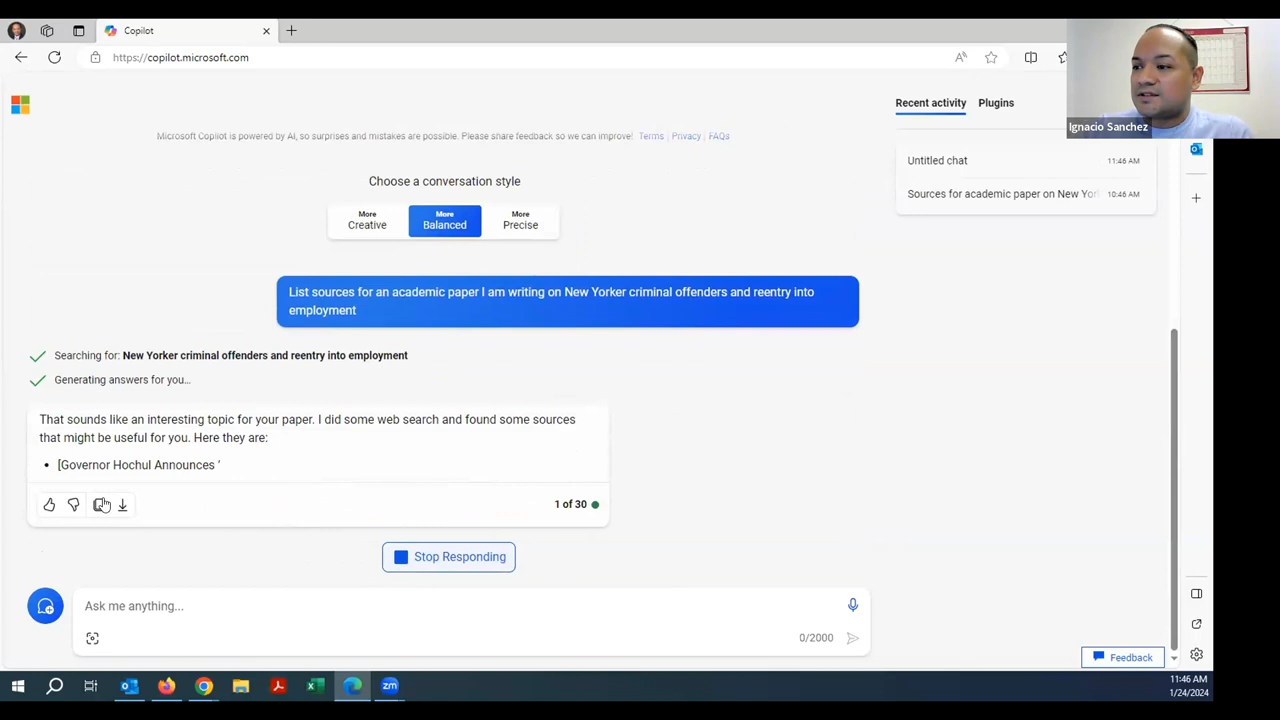 Copilot
https://copilot.microsoft.com
Ignacio Sanchez
Recent activity
Plugins
Microsoft Copilot is powered by AI, so surprises and mistakes are possible. Please share feedback so we can improve! Terms | Privacy | FAQs
Untitled chat
11:46 AM
Sources for academic paper on New Yor
10:46 AM
Choose a conversation style
More
Creative
More
Balanced
More
Precise
List sources for an academic paper I am writing on New Yorker criminal offenders and reentry into
employment
Searching for: New Yorker criminal offenders and reentry into employment
Generating answers for you...
That sounds like an interesting topic for your paper. I did some web search and found some sources
that might be useful for you. Here they are:
• [Governor Hochul Announces '
1 of 30
Stop Responding
Ask me anything...
0/2000
Feedback
zm
11:46 AM
1/24/2024